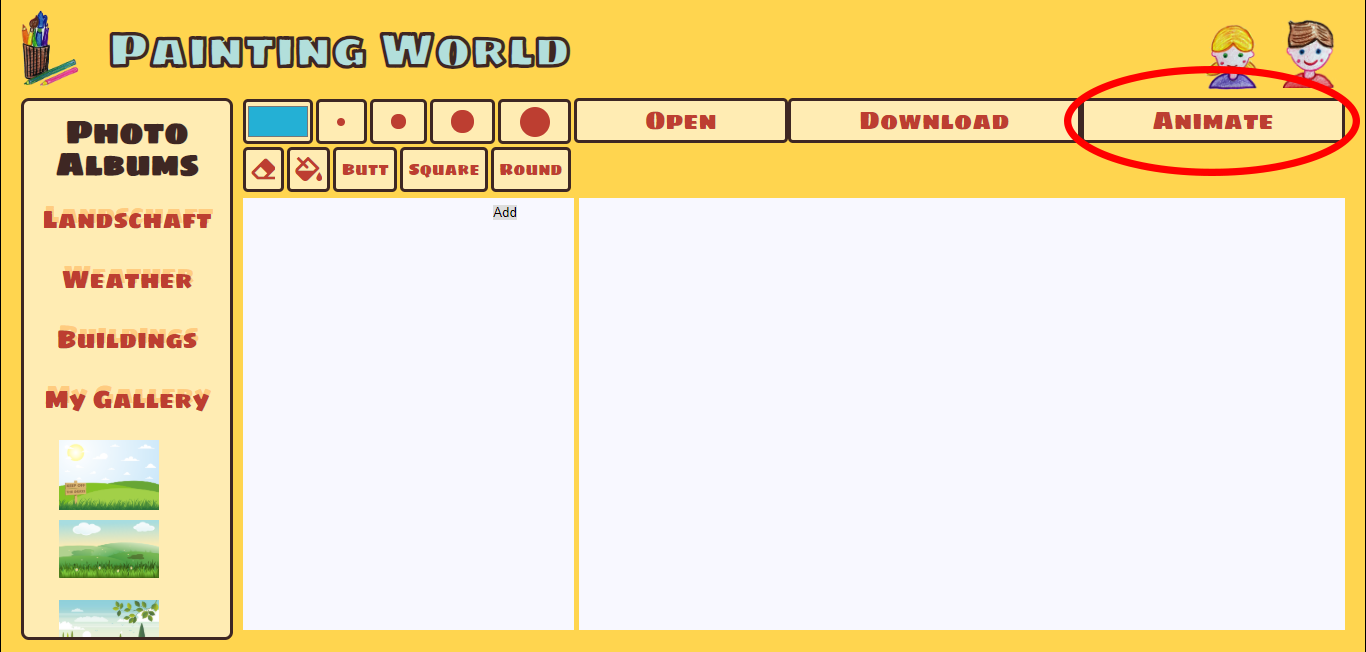 Painting World
Photo
Albums
Landschaft
Weather
Buildings
My Gallery
Open
Download
Animate
Butt
Square
Round
Add